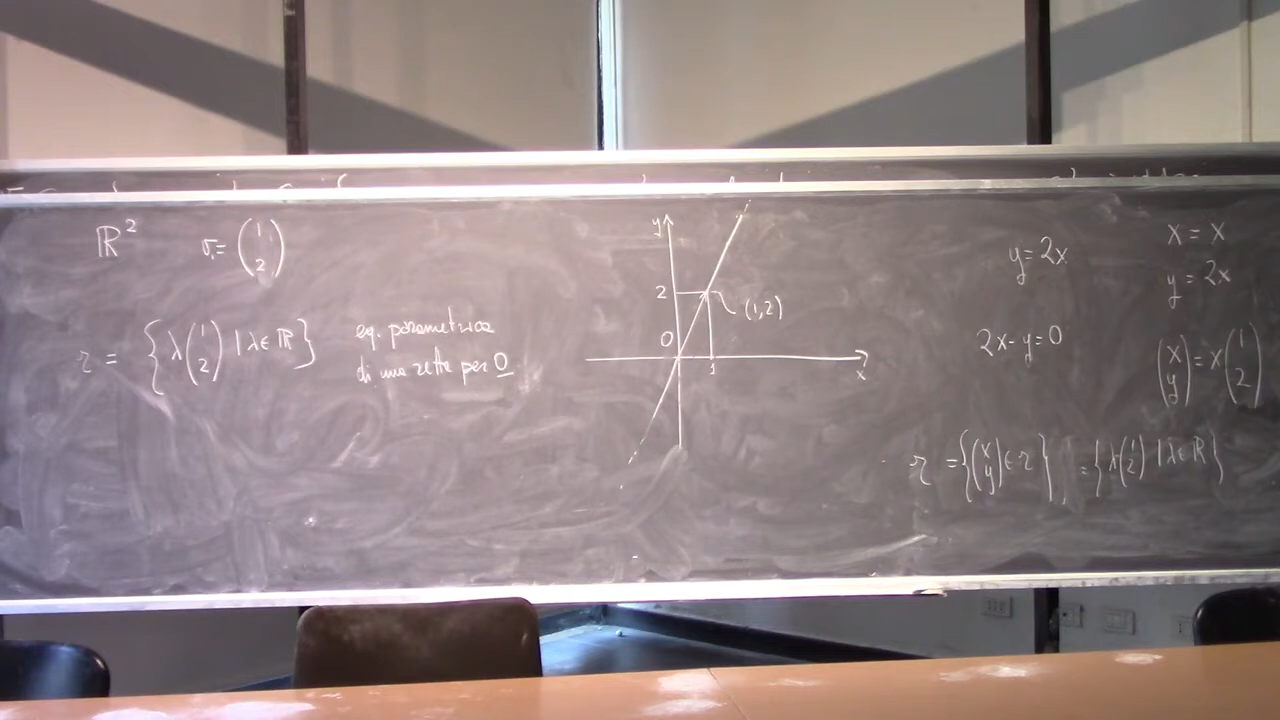 ℝ² v₁= (1 2)
r = {λ(1 2) | λ∈ℝ} eq. parametrica
di una retta per 0
y
2
(1,2)
0
1
x
y=2x
2x-y=0
x = x
y = 2x
(x y) = x (1 2)
r = {(x y)∈r} = {λ(1 2) | λ∈ℝ}